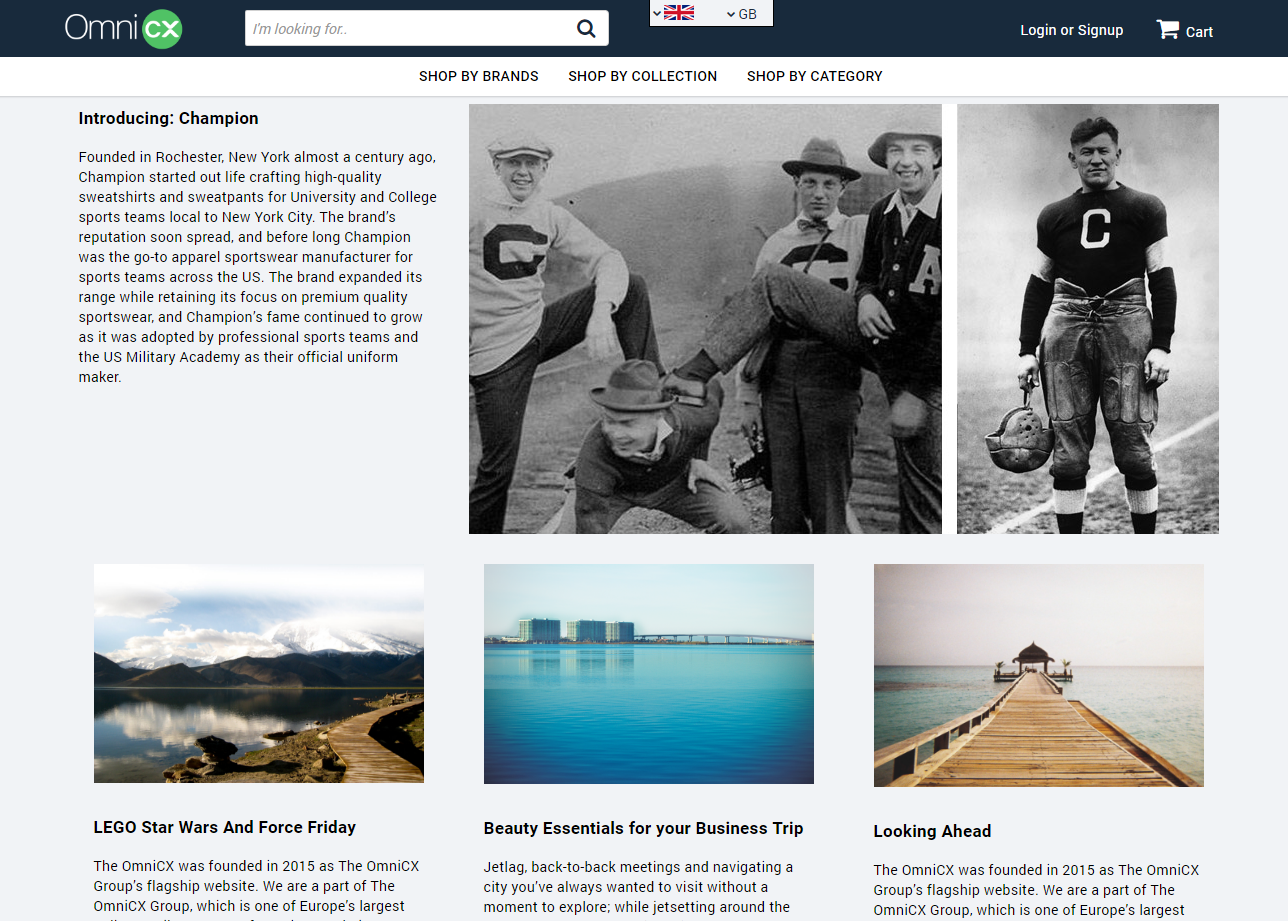 Omni cx
I'm looking for..
GB
Login or Signup
Cart
SHOP BY BRANDS SHOP BY COLLECTION SHOP BY CATEGORY
Introducing: Champion
Founded in Rochester, New York almost a century ago,
Champion started out life crafting high-quality
sweatshirts and sweatpants for University and College
sports teams local to New York City. The brand's
reputation soon spread, and before long Champion
was the go-to apparel sportswear manufacturer for
sports teams across the US. The brand expanded its
range while retaining its focus on premium quality
sportswear, and Champion's fame continued to grow
as it was adopted by professional sports teams and
the US Military Academy as their official uniform
maker.
C
C
A
C
LEGO Star Wars And Force Friday
The OmniCX was founded in 2015 as The OmniCX
Group's flagship website. We are a part of The
OmniCX Group, which is one of Europe's largest
Beauty Essentials for your Business Trip
Jetlag, back-to-back meetings and navigating a
city you've always wanted to visit without a
moment to explore; while jetsetting around the
Looking Ahead
The OmniCX was founded in 2015 as The OmniCX
Group's flagship website. We are a part of The
OmniCX Group, which is one of Europe's largest